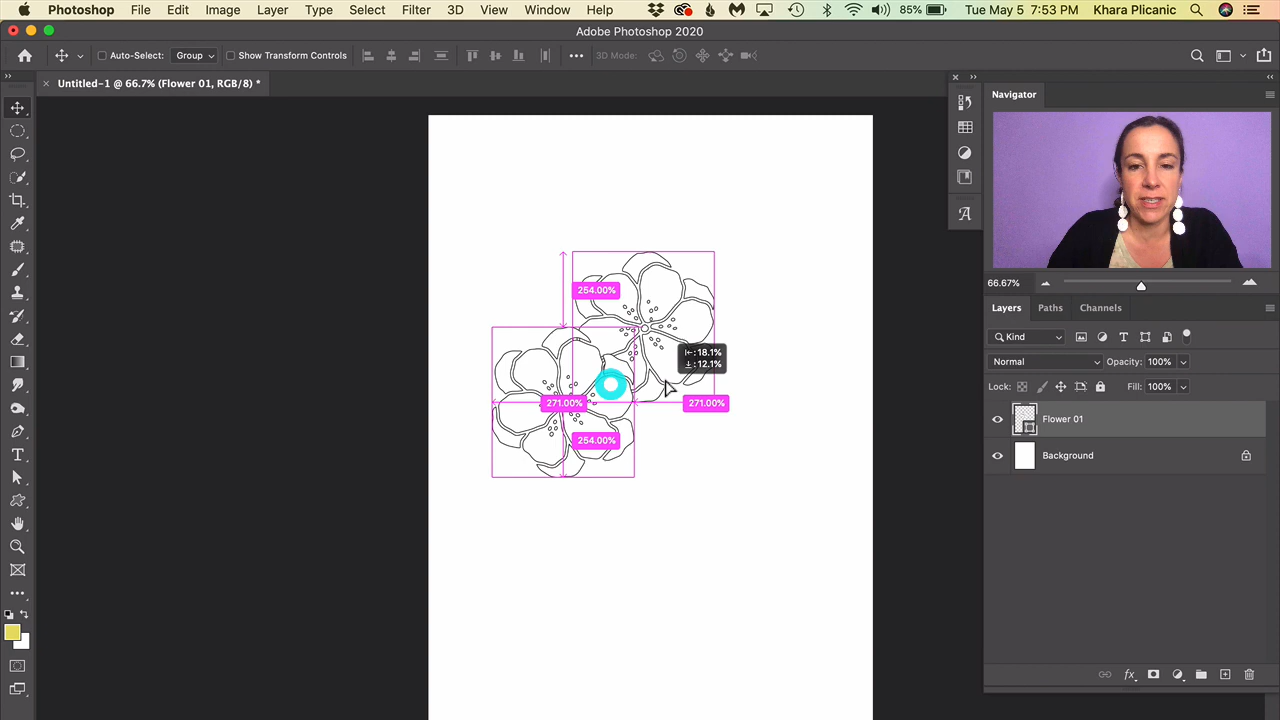 Photoshop File Edit Image Layer Type Select Filter 3D View Window Help 85% Tue May 5 7:53 PM Khara Plicanic
Adobe Photoshop 2020
Auto-Select: Group Show Transform Controls 3D Mode:
Untitled-1 @ 66.7% (Flower 01, RGB/8) *
Navigator
66.67%
Layers Paths Channels
Kind
Normal Opacity: 100%
Lock: Fill: 100%
Flower 01
Background
264.00%
: 18.1%
: 12.1%
271.00% 271.00%
264.00%